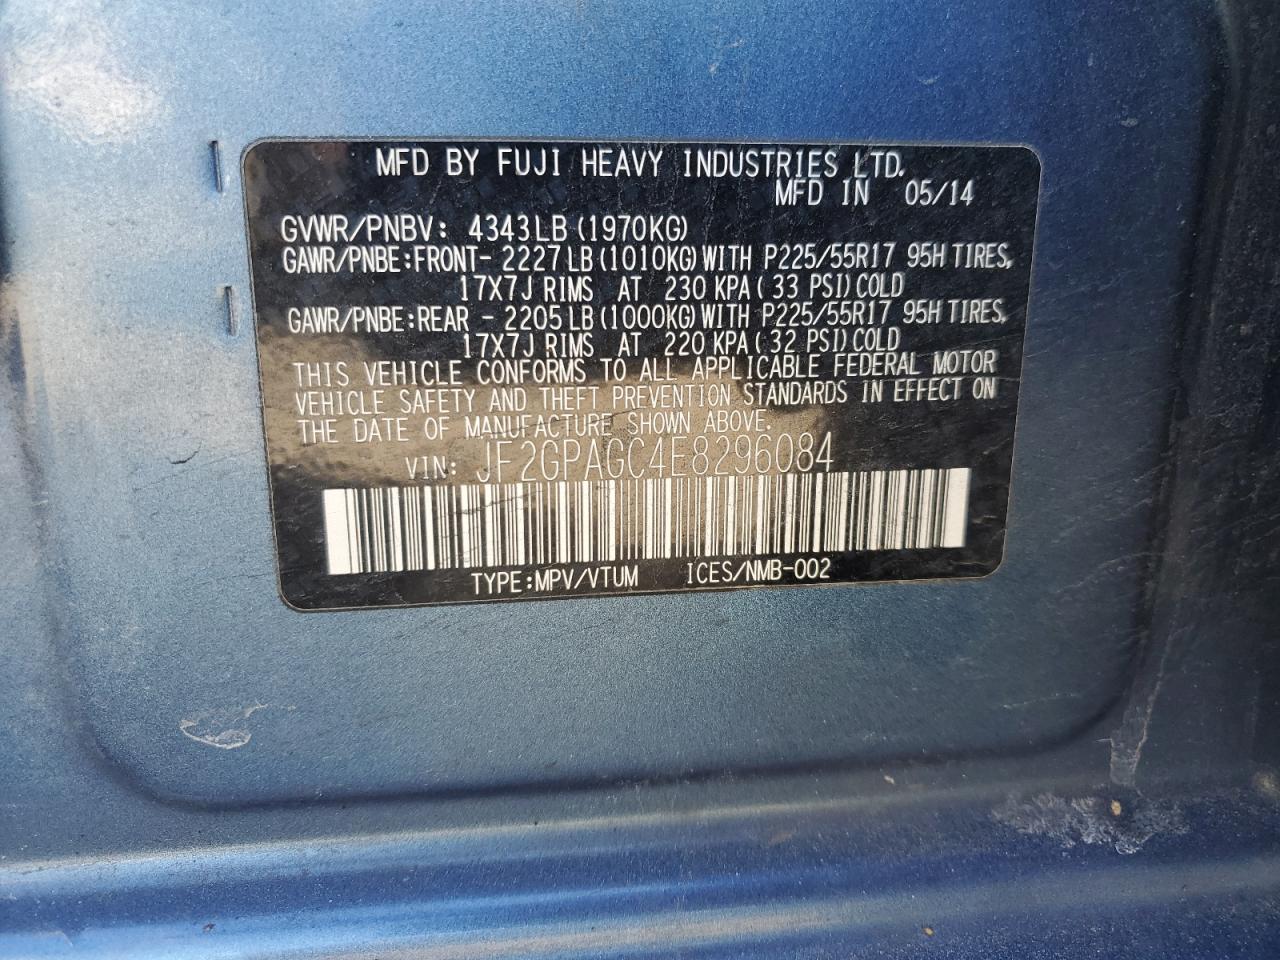 MFD BY FUJI HEAVY INDUSTRIES LTD.
MFD IN 05/14
GVWR/PNBV: 4343LB(1970KG)
GAWR/PNBE:FRONT-2227LB(1010KG)WITH P225/55R17 95H TIRES,
17X7J RIMS AT 230 KPA(33 PSI)COLD
GAWR/PNBE:REAR -2205LB(1000KG)WITH P225/55R17 95H TIRES,
17X7J RIMS AT 220 KPA(32 PSI)COLD
THIS VEHICLE CONFORMS TO ALL APPLICABLE FEDERAL MOTOR
VEHICLE SAFETY AND THEFT PREVENTION STANDARDS IN EFFECT ON
THE DATE OF MANUFACTURE SHOWN ABOVE.
VIN: JF2GPAGC4E8296084
TYPE:MPV/VTUM ICES/NMB-002